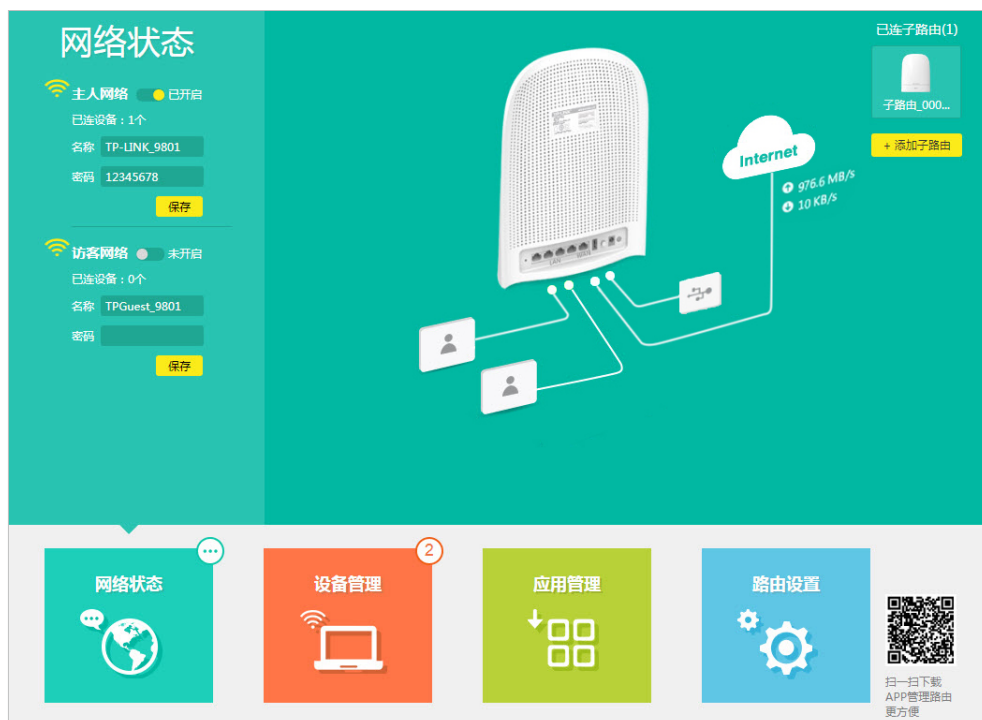 网络状态
主人网络 已开启
已连设备：1个
名称 TP-LINK_9801
密码 12345678
保存
访客网络 未开启
已连设备：0个
名称 TPGuest_9801
密码
保存
LAN WAN
Internet
976.6 MB/s
10 KB/s
已连子路由(1)
子路由_000...
+ 添加子路由
网络状态
2
设备管理
应用管理
路由设置
扫一扫下载
APP管理路由
更方便